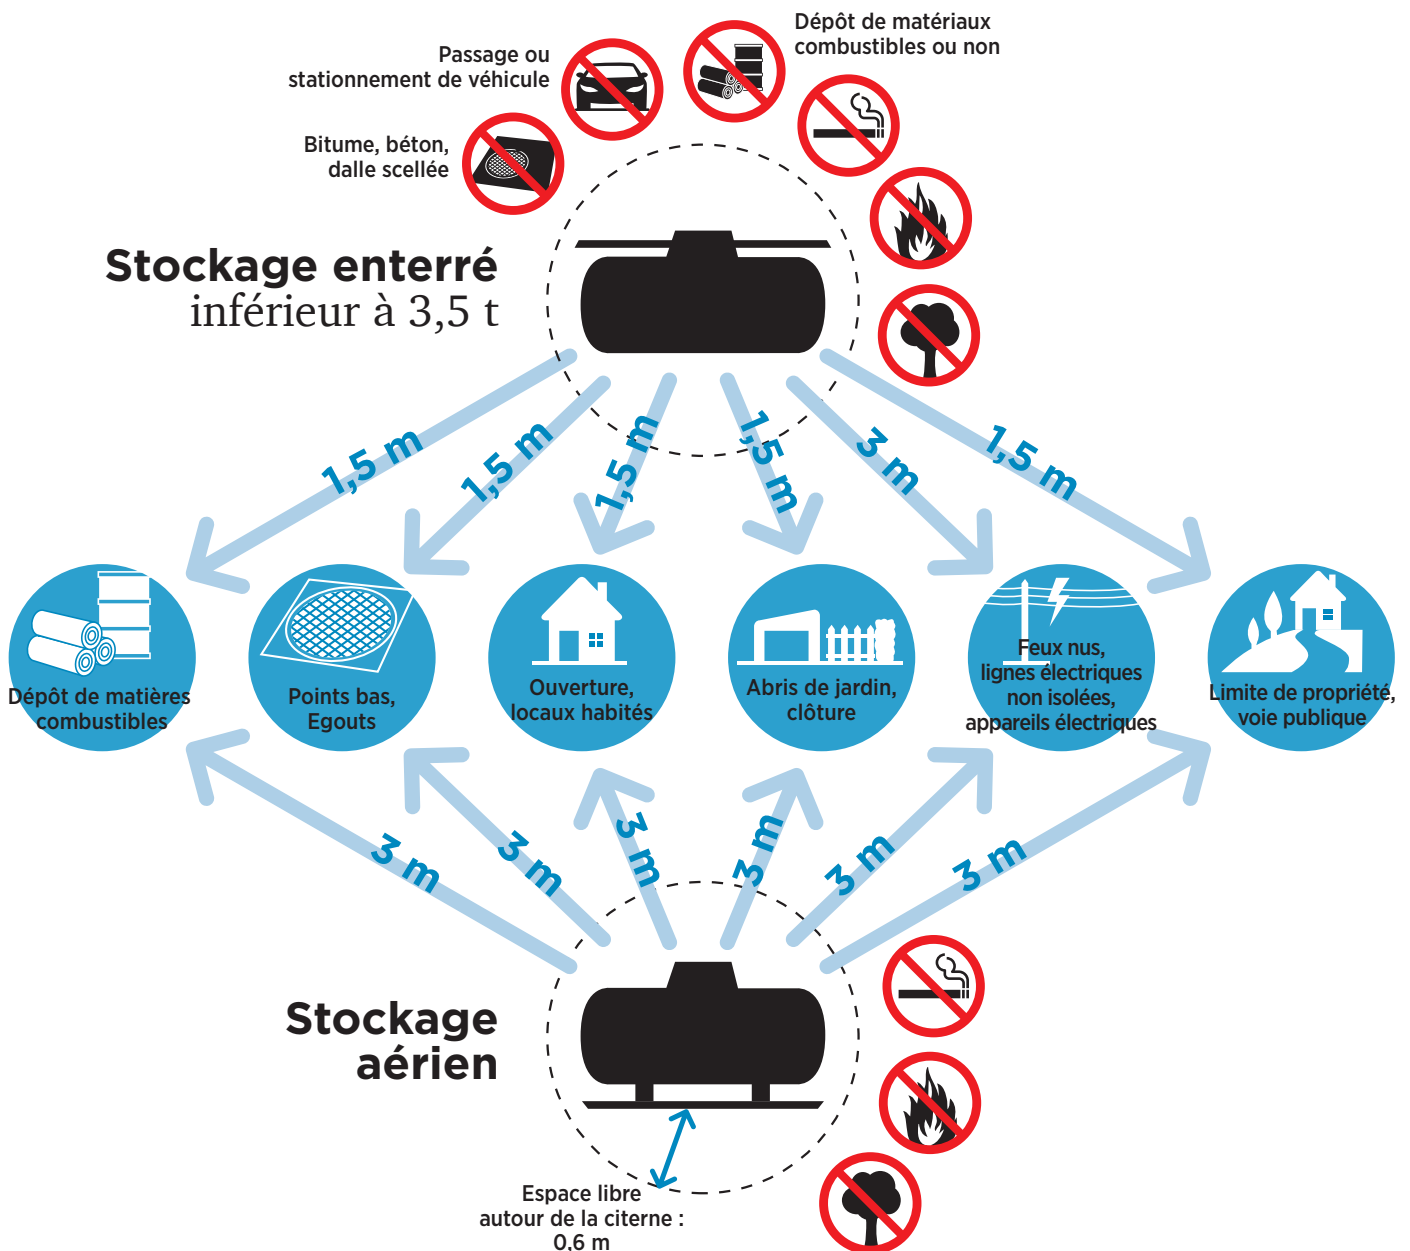 Dépôt de matériaux
combustibles ou non
Passage ou
stationnement de véhicule
Bitume, béton,
dalle scellée
Stockage enterré
inférieur à 3,5 t
1,5 m
1,5 m
1,5 m
1,5 m
3 m
1,5 m
Dépôt de matières
combustibles
Points bas,
Egouts
Ouverture,
locaux habités
Abris de jardin,
clôture
Feux nus,
lignes électriques
non isolées,
appareils électriques
Limite de propriété,
voie publique
3 m
3 m
3 m
3 m
3 m
3 m
Stockage
aérien
Espace libre
autour de la citerne :
0,6 m